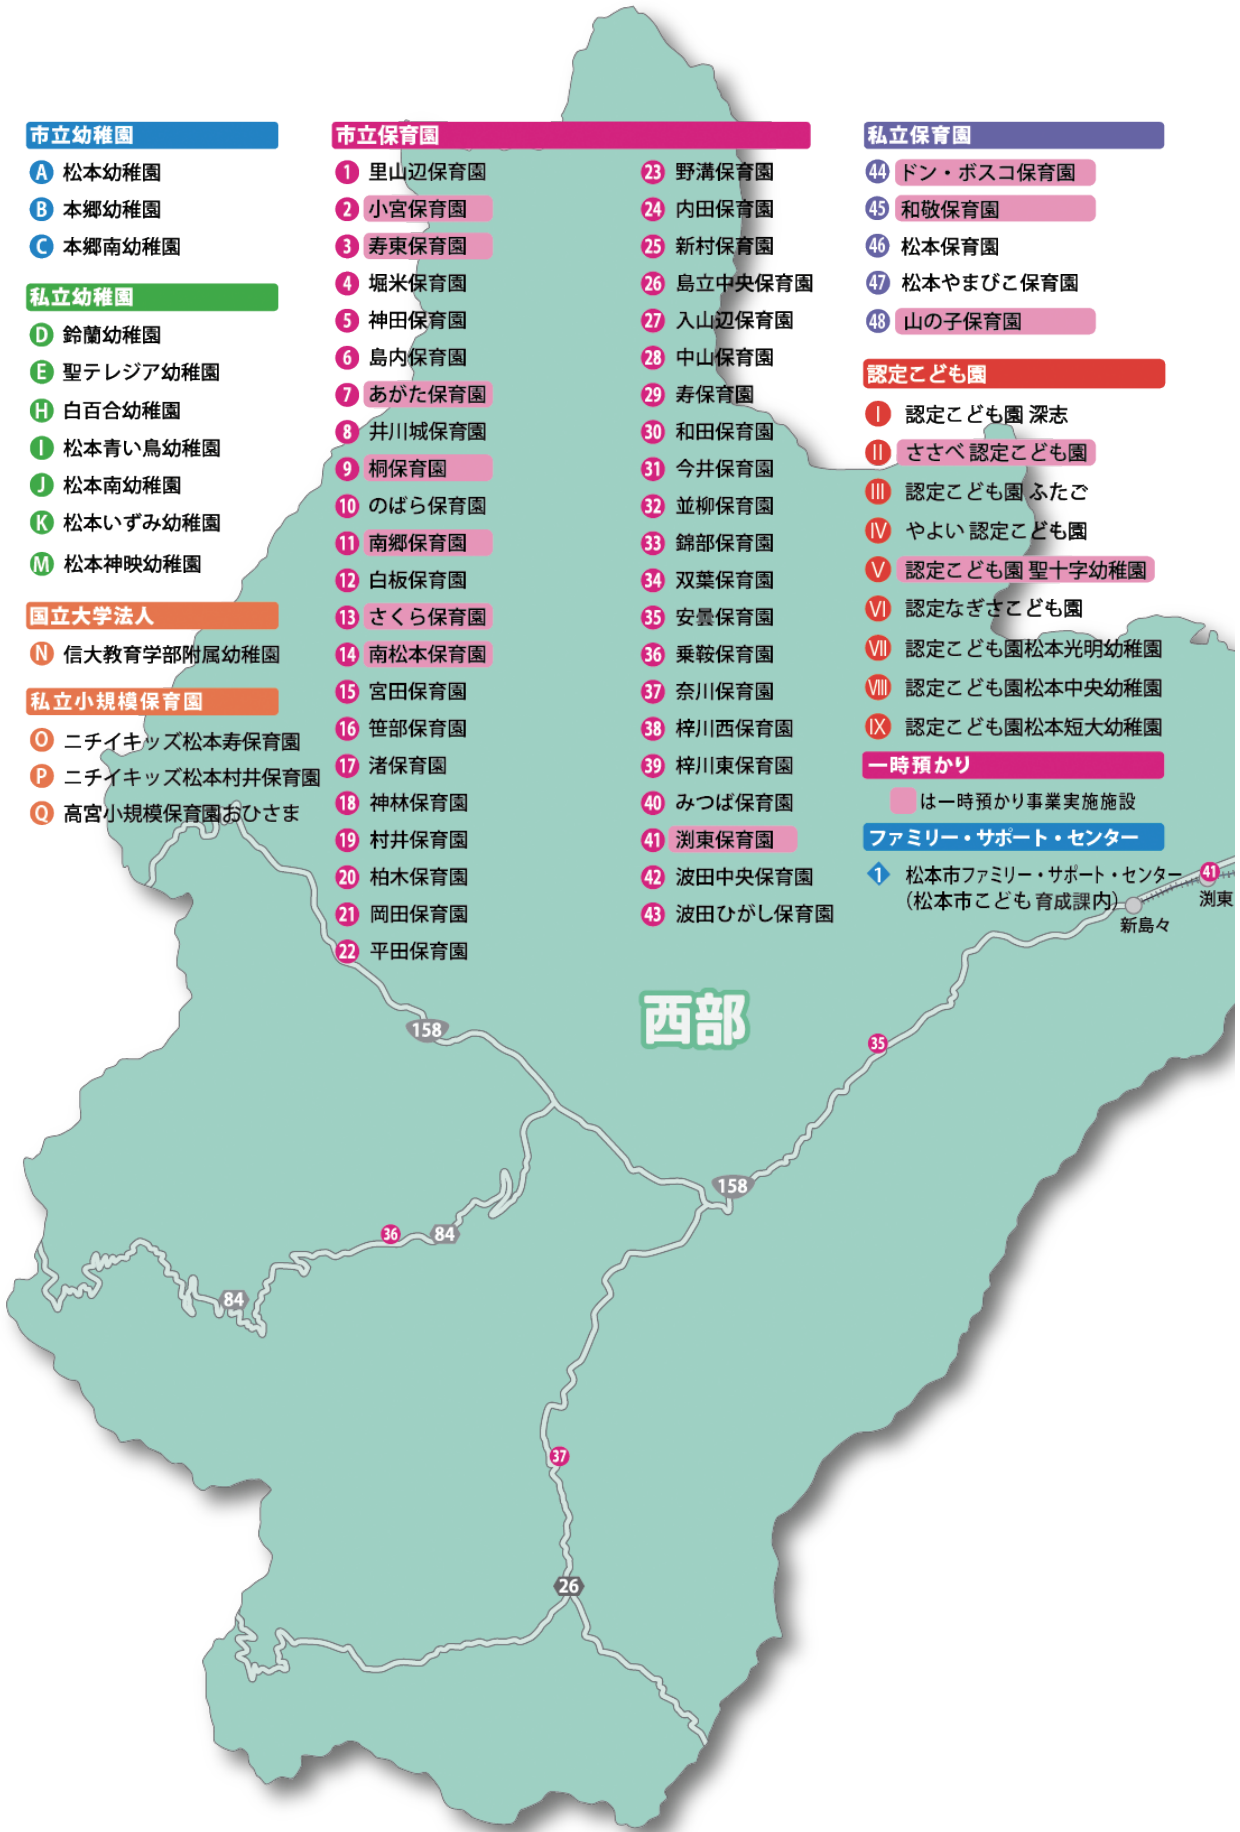 市立幼稚園
A 松本幼稚園
B 本郷幼稚園
C 本郷南幼稚園
私立幼稚園
D 鈴蘭幼稚園
E 聖テレジア幼稚園
H 白百合幼稚園
I 松本青い鳥幼稚園
J 松本南幼稚園
K 松本いずみ幼稚園
M 松本神映幼稚園
国立大学法人
N 信大教育学部附属幼稚園
私立小規模保育園
O ニチイキッズ松本寿保育園
P ニチイキッズ松本村井保育園
Q 高宮小規模保育園おひさま
市立保育園
1 里山辺保育園
2 小宮保育園
3 寿東保育園
4 堀米保育園
5 神田保育園
6 島内保育園
7 あがた保育園
8 井川城保育園
9 桐保育園
10 のばら保育園
11 南郷保育園
12 白板保育園
13 さくら保育園
14 南松本保育園
15 宮田保育園
16 笹部保育園
17 渚保育園
18 神林保育園
19 村井保育園
20 柏木保育園
21 岡田保育園
22 平田保育園
23 野溝保育園
24 内田保育園
25 新村保育園
26 島立中央保育園
27 入山辺保育園
28 中山保育園
29 寿保育園
30 和田保育園
31 今井保育園
32 並柳保育園
33 錦部保育園
34 双葉保育園
35 安曇保育園
36 乗鞍保育園
37 奈川保育園
38 梓川西保育園
39 梓川東保育園
40 みつば保育園
41 渕東保育園
42 波田中央保育園
43 波田ひがし保育園
私立保育園
44 ドン・ボスコ保育園
45 和敬保育園
46 松本保育園
47 松本やまびこ保育園
48 山の子保育園
認定こども園
I 認定こども園 深志
II ささべ 認定こども園
III 認定こども園 ふたご
IV やよい 認定こども園
V 認定こども園 聖十字幼稚園
VI 認定なぎさこども園
VII 認定こども園松本光明幼稚園
VIII 認定こども園松本中央幼稚園
IX 認定こども園松本短大幼稚園
一時預かり
は一時預かり事業実施施設
ファミリー・サポート・センター
1 松本市ファミリー・サポート・センター
(松本市こども育成課内)
41
渕東
新島々
西部
158
35
158
36
84
84
37
26